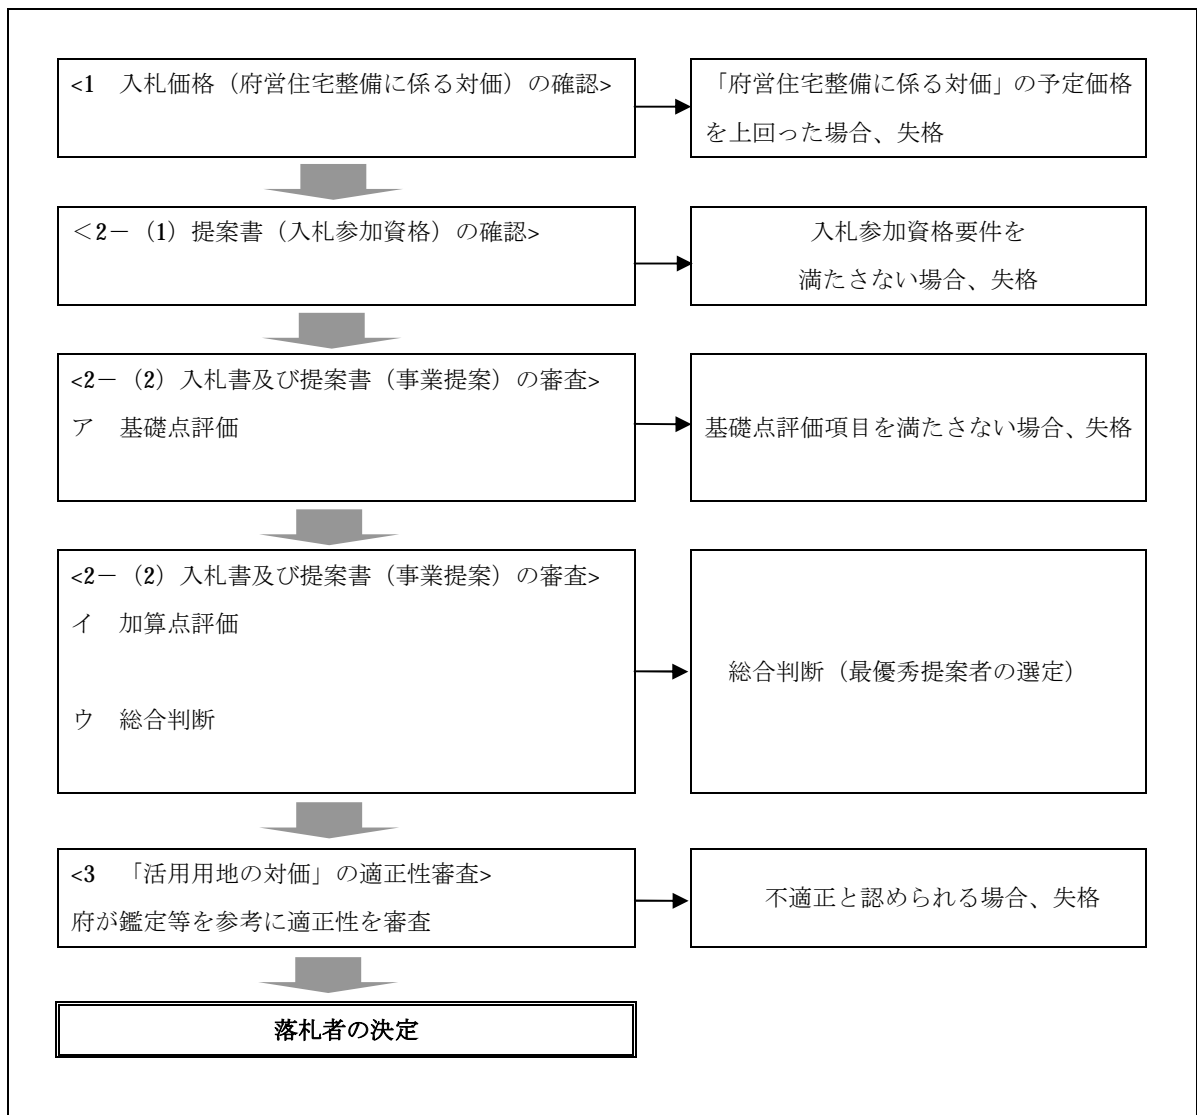 <1　入札価格（府営住宅整備に係る対価）の確認>
「府営住宅整備に係る対価」の予定価格
を上回った場合、失格
＜2－（1）提案書（入札参加資格）の確認>
入札参加資格要件を
満たさない場合、失格
<2－（2）入札書及び提案書（事業提案）の審査>
ア　基礎点評価
基礎点評価項目を満たさない場合、失格
<2－（2）入札書及び提案書（事業提案）の審査>
イ　加算点評価
ウ　総合判断
総合判断（最優秀提案者の選定）
<3　「活用用地の対価」の適正性審査>
府が鑑定等を参考に適正性を審査
不適正と認められる場合、失格
落札者の決定